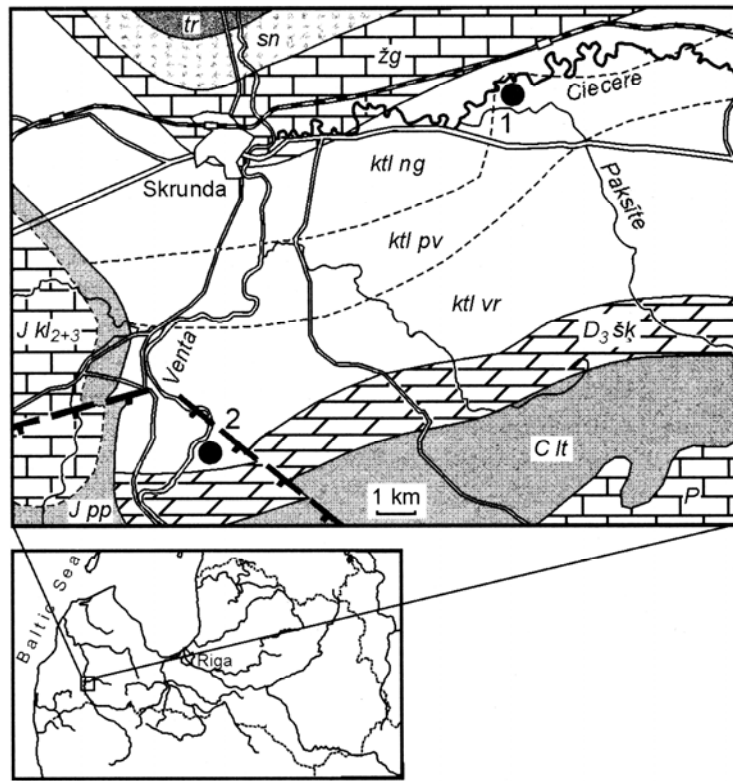 tr
sn
žg
Ciecere
1
Skrunda
ktl ng
Paksīte
ktl pv
ktl vr
J kl2+3
D3 šķ
Venta
2
C lt
J pp
1 km
P
Baltic Sea
Riga